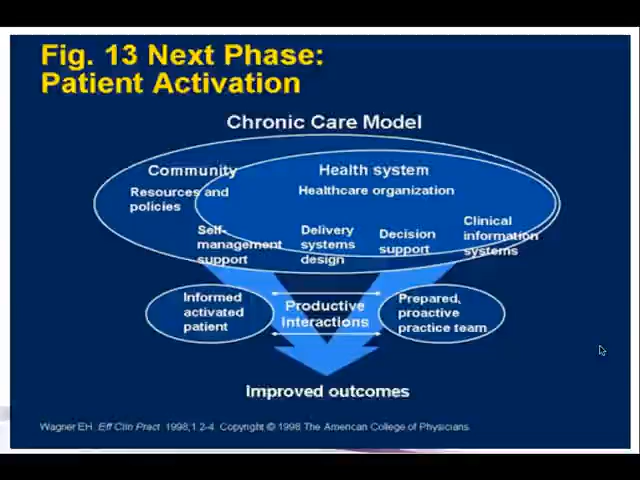 Fig. 13 Next Phase:
Patient Activation
Chronic Care Model
Community
Resources and
policies
Health system
Healthcare organization
Self-
management
support
Delivery
systems
design
Decision
support
Clinical
information
systems
Informed
activated
patient
Productive
Interactions
Prepared,
proactive
practice team
Improved outcomes
Wagner EH. Eff Clin Pract. 1998;1:2-4. Copyright © 1998 The American College of Physicians.